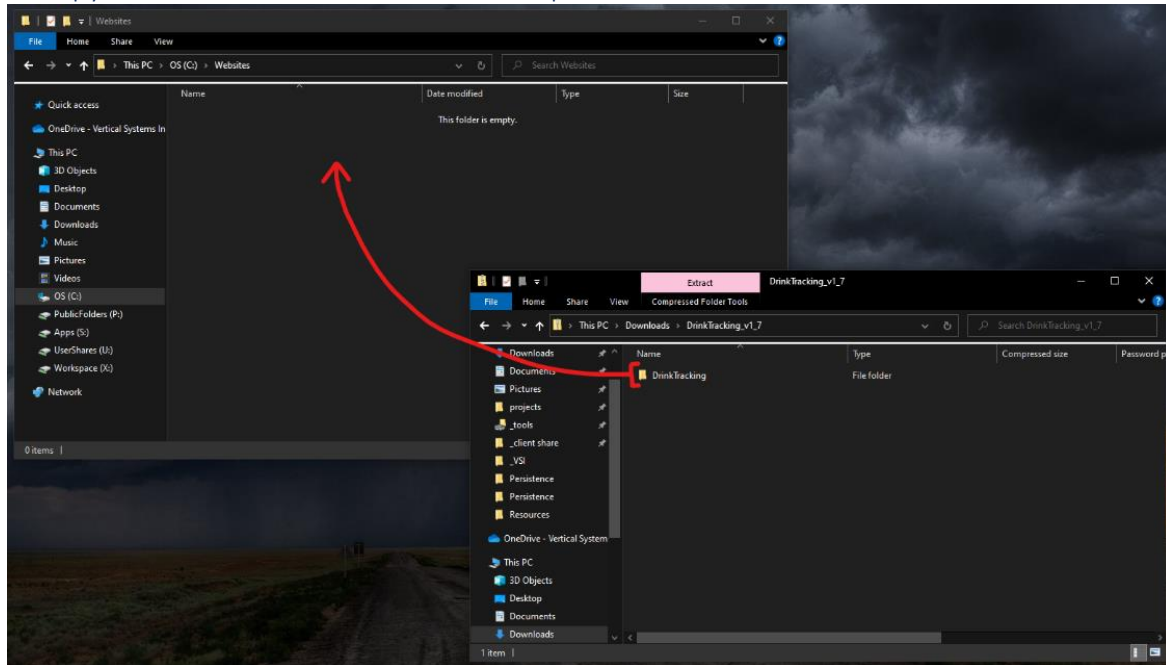 Websites
File Home Share View
This PC › OS (C:) › Websites
Search Websites
Name Date modified Type Size
This folder is empty.
Quick access
OneDrive - Vertical Systems In
This PC
3D Objects
Desktop
Documents
Downloads
Music
Pictures
Videos
OS (C:)
PublicFolders (P:)
Apps (S:)
UserShares (U:)
Workspace (X:)
Network
0 items
Extract DrinkTracking_v1_7
File Home Share View Compressed Folder Tools
This PC › Downloads › DrinkTracking_v1_7
Search DrinkTracking_v1_7
Name Type Compressed size Password p
DrinkTracking File folder
Downloads
Documents
Pictures
projects
_tools
_client share
_VSI
Persistence
Persistence
Resources
OneDrive - Vertical System
This PC
3D Objects
Desktop
Documents
Downloads
1 item